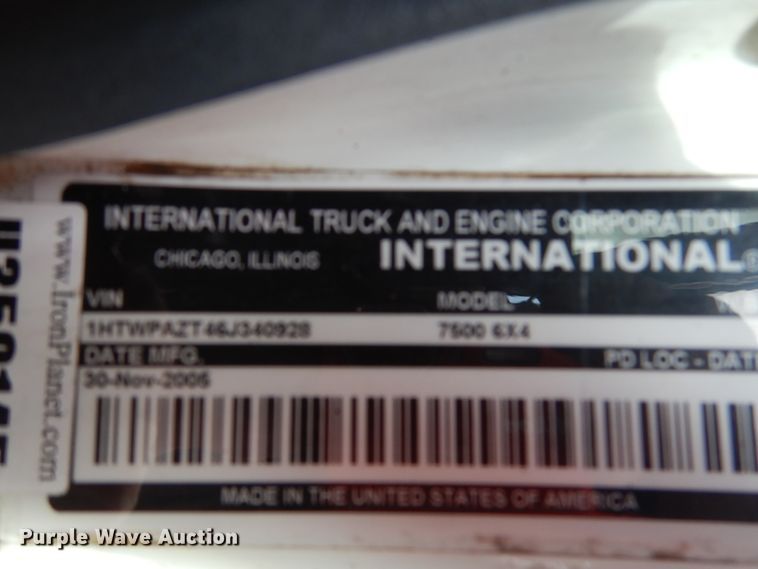 INTERNATIONAL TRUCK AND ENGINE CORPORATION
CHICAGO, ILLINOIS
INTERNATIONAL®
VIN
MODEL
1HTWPAZT46J340928
7500 6X4
DATE MFG.
PD LOC - DAT
30-Nov-2005
MADE IN THE UNITED STATES OF AMERICA
www.IronPlanet.com
Purple Wave Auction